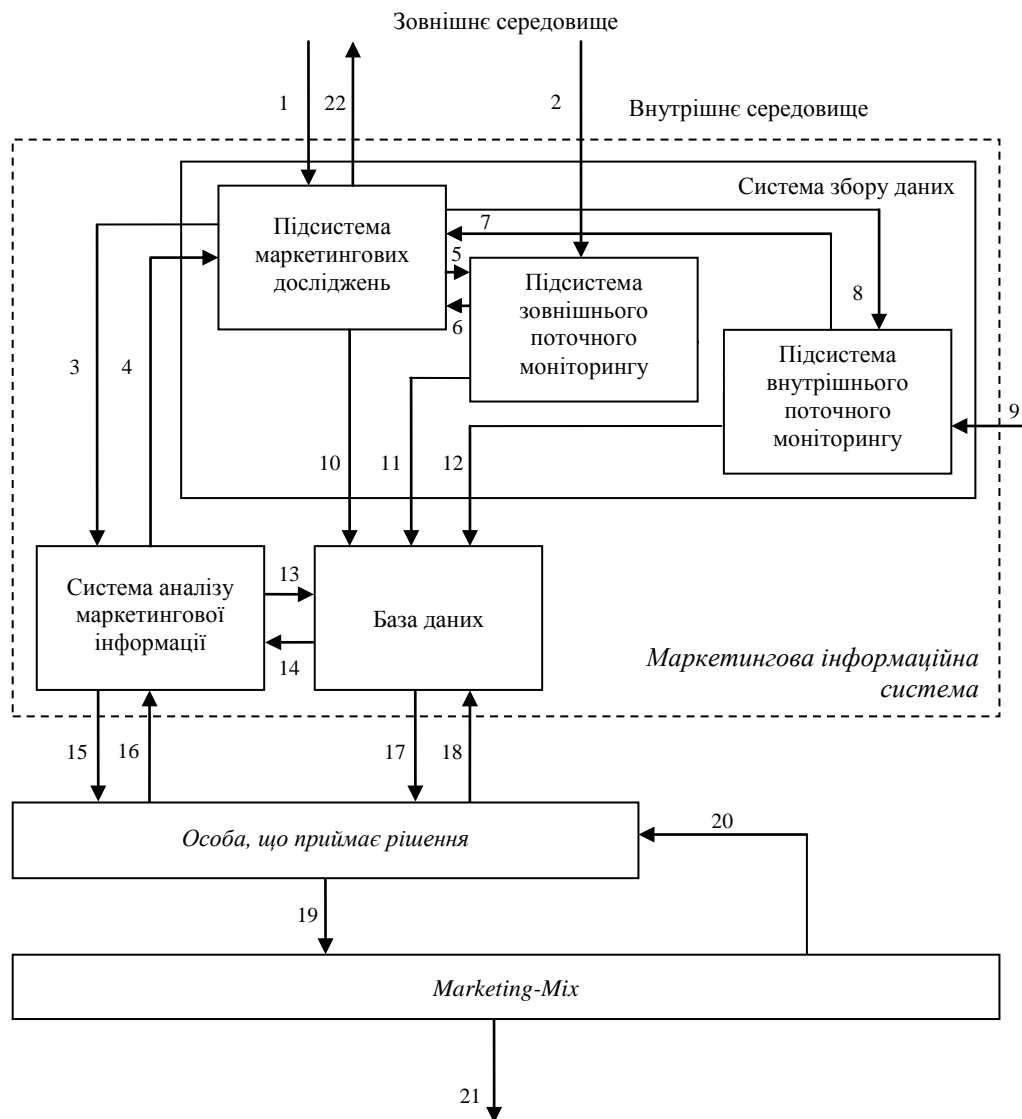 Зовнішнє середовище
1
22
2
Внутрішнє середовище
Система збору даних
Підсистема
маркетингових
досліджень
7
5
6
Підсистема
зовнішнього
поточного
моніторингу
8
Підсистема
внутрішнього
поточного
моніторингу
9
3
4
10
11
12
Система аналізу
маркетингової
інформації
13
14
База даних
Маркетингова інформаційна
система
15
16
17
18
Особа, що приймає рішення
20
19
Marketing-Mix
21